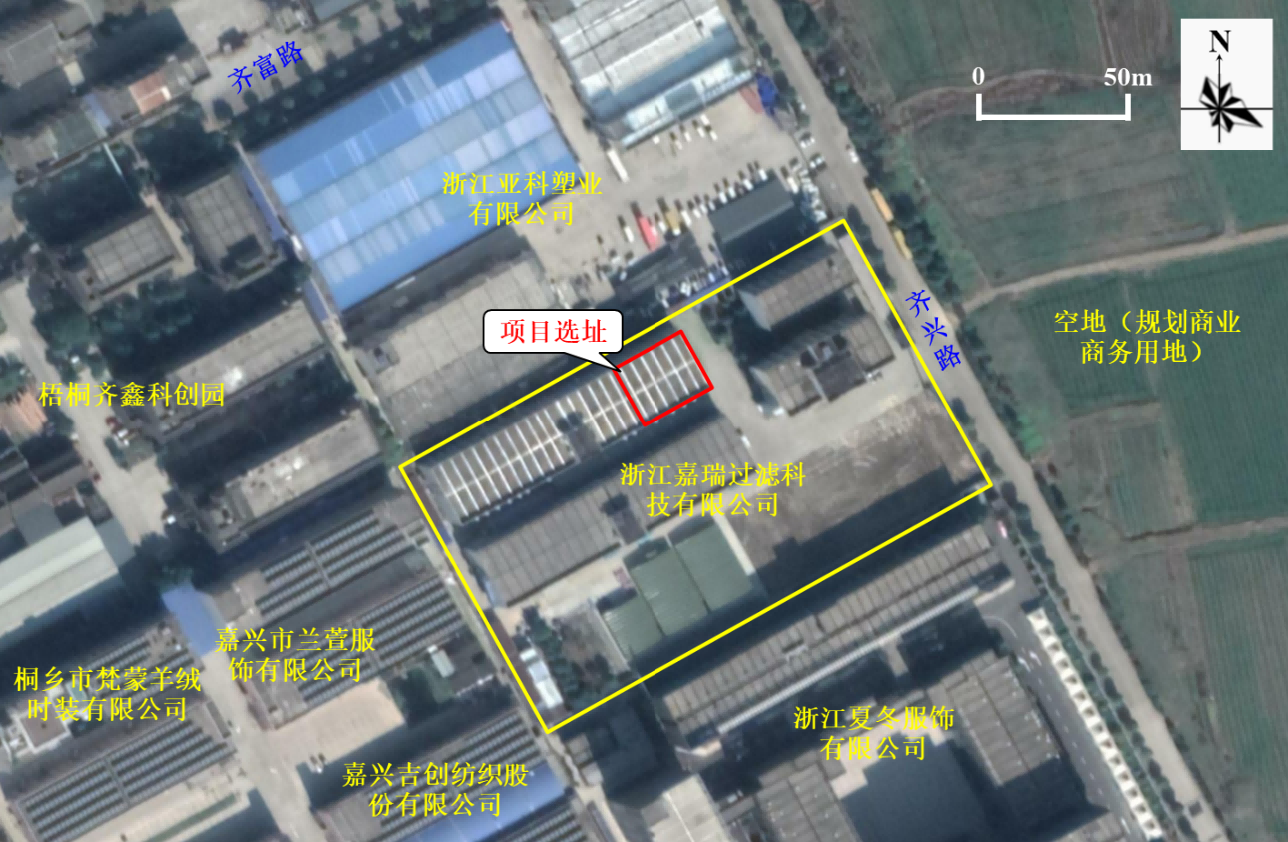 齐富路
N
0
50m
浙江亚科塑业
有限公司
齐兴路
项目选址
空地（规划商业
商务用地）
梧桐齐鑫科创园
浙江嘉瑞过滤科
技有限公司
嘉兴市兰萱服
饰有限公司
桐乡市梵蒙羊绒
时装有限公司
浙江夏冬服饰
有限公司
嘉兴吉创纺织股
份有限公司